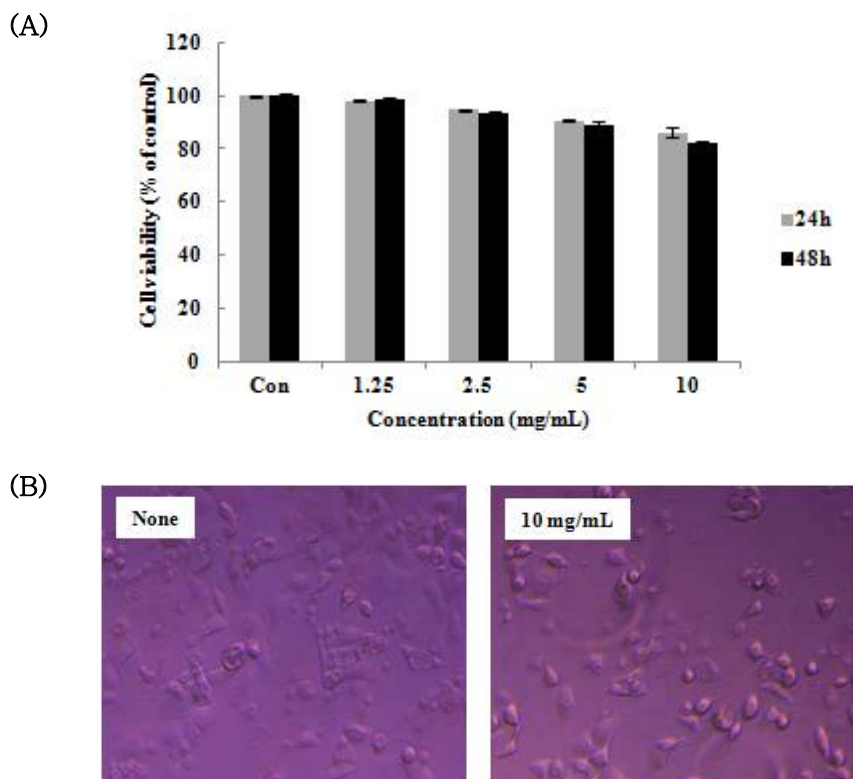 (A)
120
100
80
60
40
20
0
Cell viability (% of control)
Con 1.25 2.5 5 10
Concentration (mg/mL)
24h
48h
(B)
None
10 mg/mL